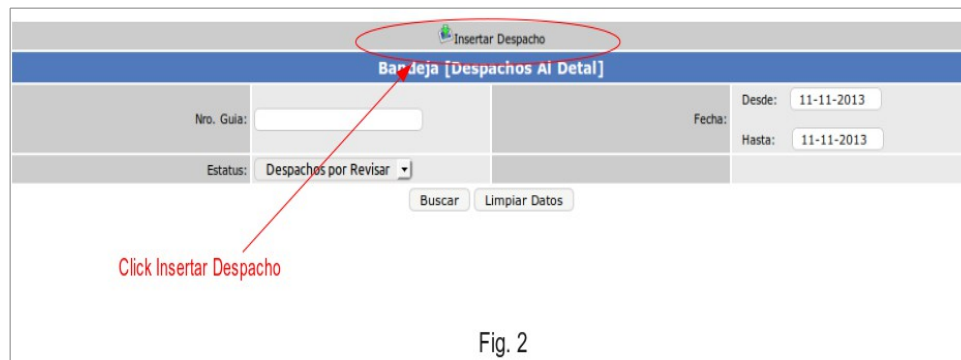 Insertar Despacho
Bandeja [Despachos Al Detal]
Nro. Guia:
Fecha:
Desde: 11-11-2013
Hasta: 11-11-2013
Estatus: Despachos por Revisar
Buscar Limpiar Datos
Click Insertar Despacho
Fig. 2